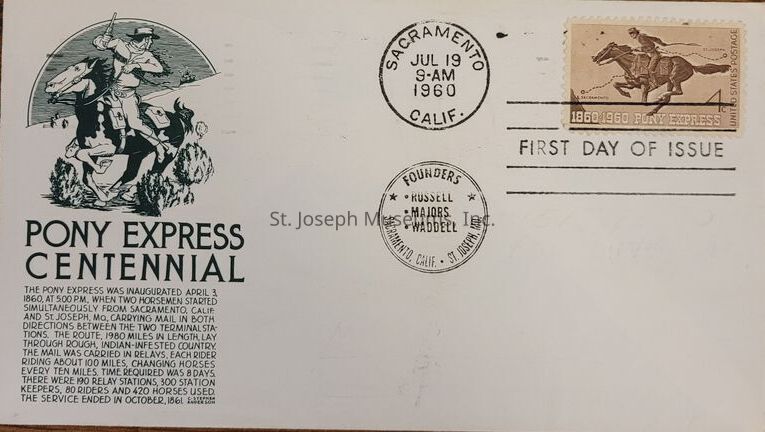 PONY EXPRESS
CENTENNIAL
THE PONY EXPRESS WAS INAUGURATED APRIL 3,
1860, AT 5:00 P.M., WHEN TWO HORSEMEN STARTED
SIMULTANEOUSLY FROM SACRAMENTO, CALIF.
AND ST. JOSEPH, MO., CARRYING MAIL IN BOTH
DIRECTIONS BETWEEN THE TWO TERMINAL STA-
TIONS. THE ROUTE, 1980 MILES IN LENGTH, LAY
THROUGH ROUGH, INDIAN-INFESTED COUNTRY.
THE MAIL WAS CARRIED IN RELAYS, EACH RIDER
RIDING ABOUT 100 MILES, CHANGING HORSES
EVERY TEN MILES. TIME REQUIRED WAS 8 DAYS.
THERE WERE 190 RELAY STATIONS, 300 STATION
KEEPERS, 80 RIDERS AND 420 HORSES USED.
THE SERVICE ENDED IN OCTOBER, 1861. C. STEPHEN
ANDERSON
SACRAMENTO
JUL 19
9-AM
1960
CALIF.
FOUNDERS
• RUSSELL
• MAJORS
• WADDELL
SACRAMENTO, CALIF. • ST. JOSEPH, MO.
St. Joseph Museums, Inc.
ST. JOSEPH
SACRAMENTO
UNITED STATES POSTAGE
4c
1860·1960 PONY EXPRESS
FIRST DAY OF ISSUE